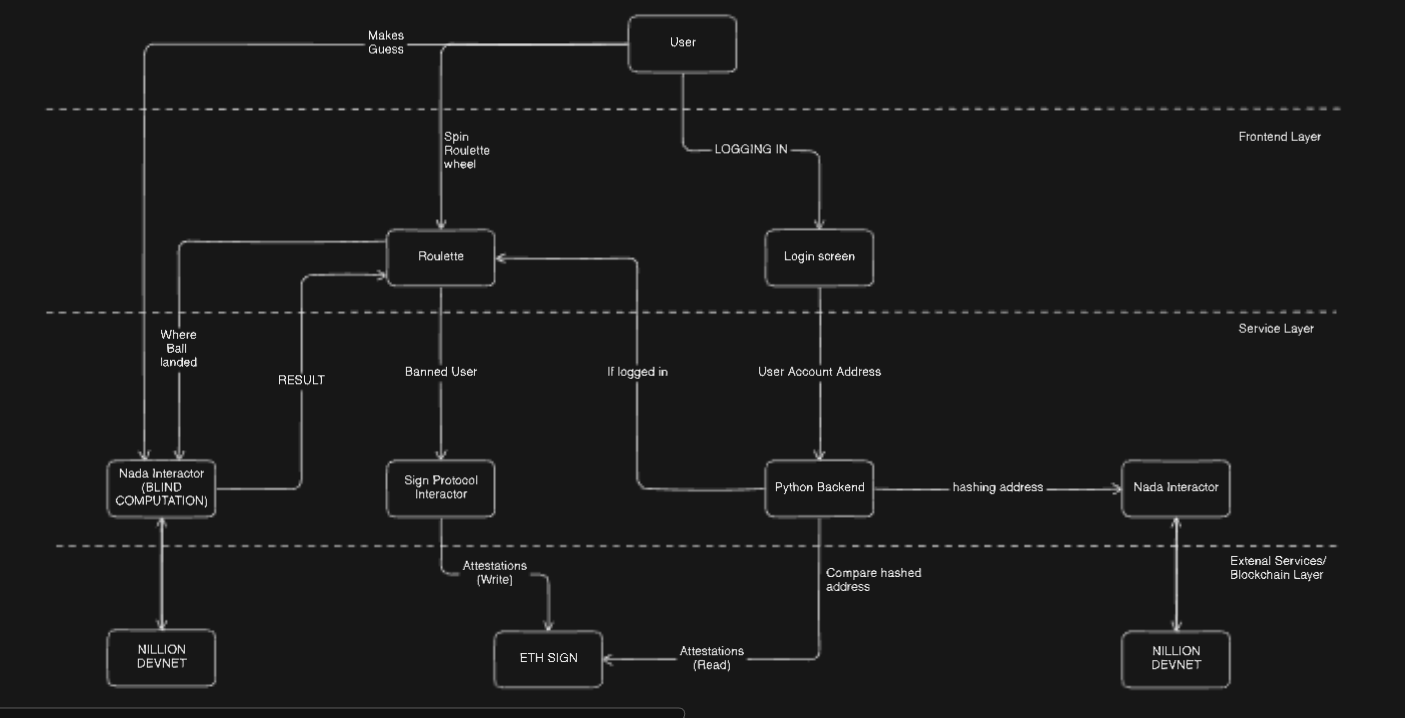 User
Makes
Guess
Frontend Layer
Spin
Roulette
wheel
LOGGING IN
Roulette
Login screen
Service Layer
Where
Ball
landed
RESULT
Banned User
If logged in
User Account Address
Nada Interactor
(BLIND
COMPUTATION)
Sign Protocol
Interactor
Python Backend
hashing address
Nada Interactor
Extenal Services/
Blockchain Layer
Attestations
(Write)
Compare hashed
address
NILLION
DEVNET
ETH SIGN
Attestations
(Read)
NILLION
DEVNET